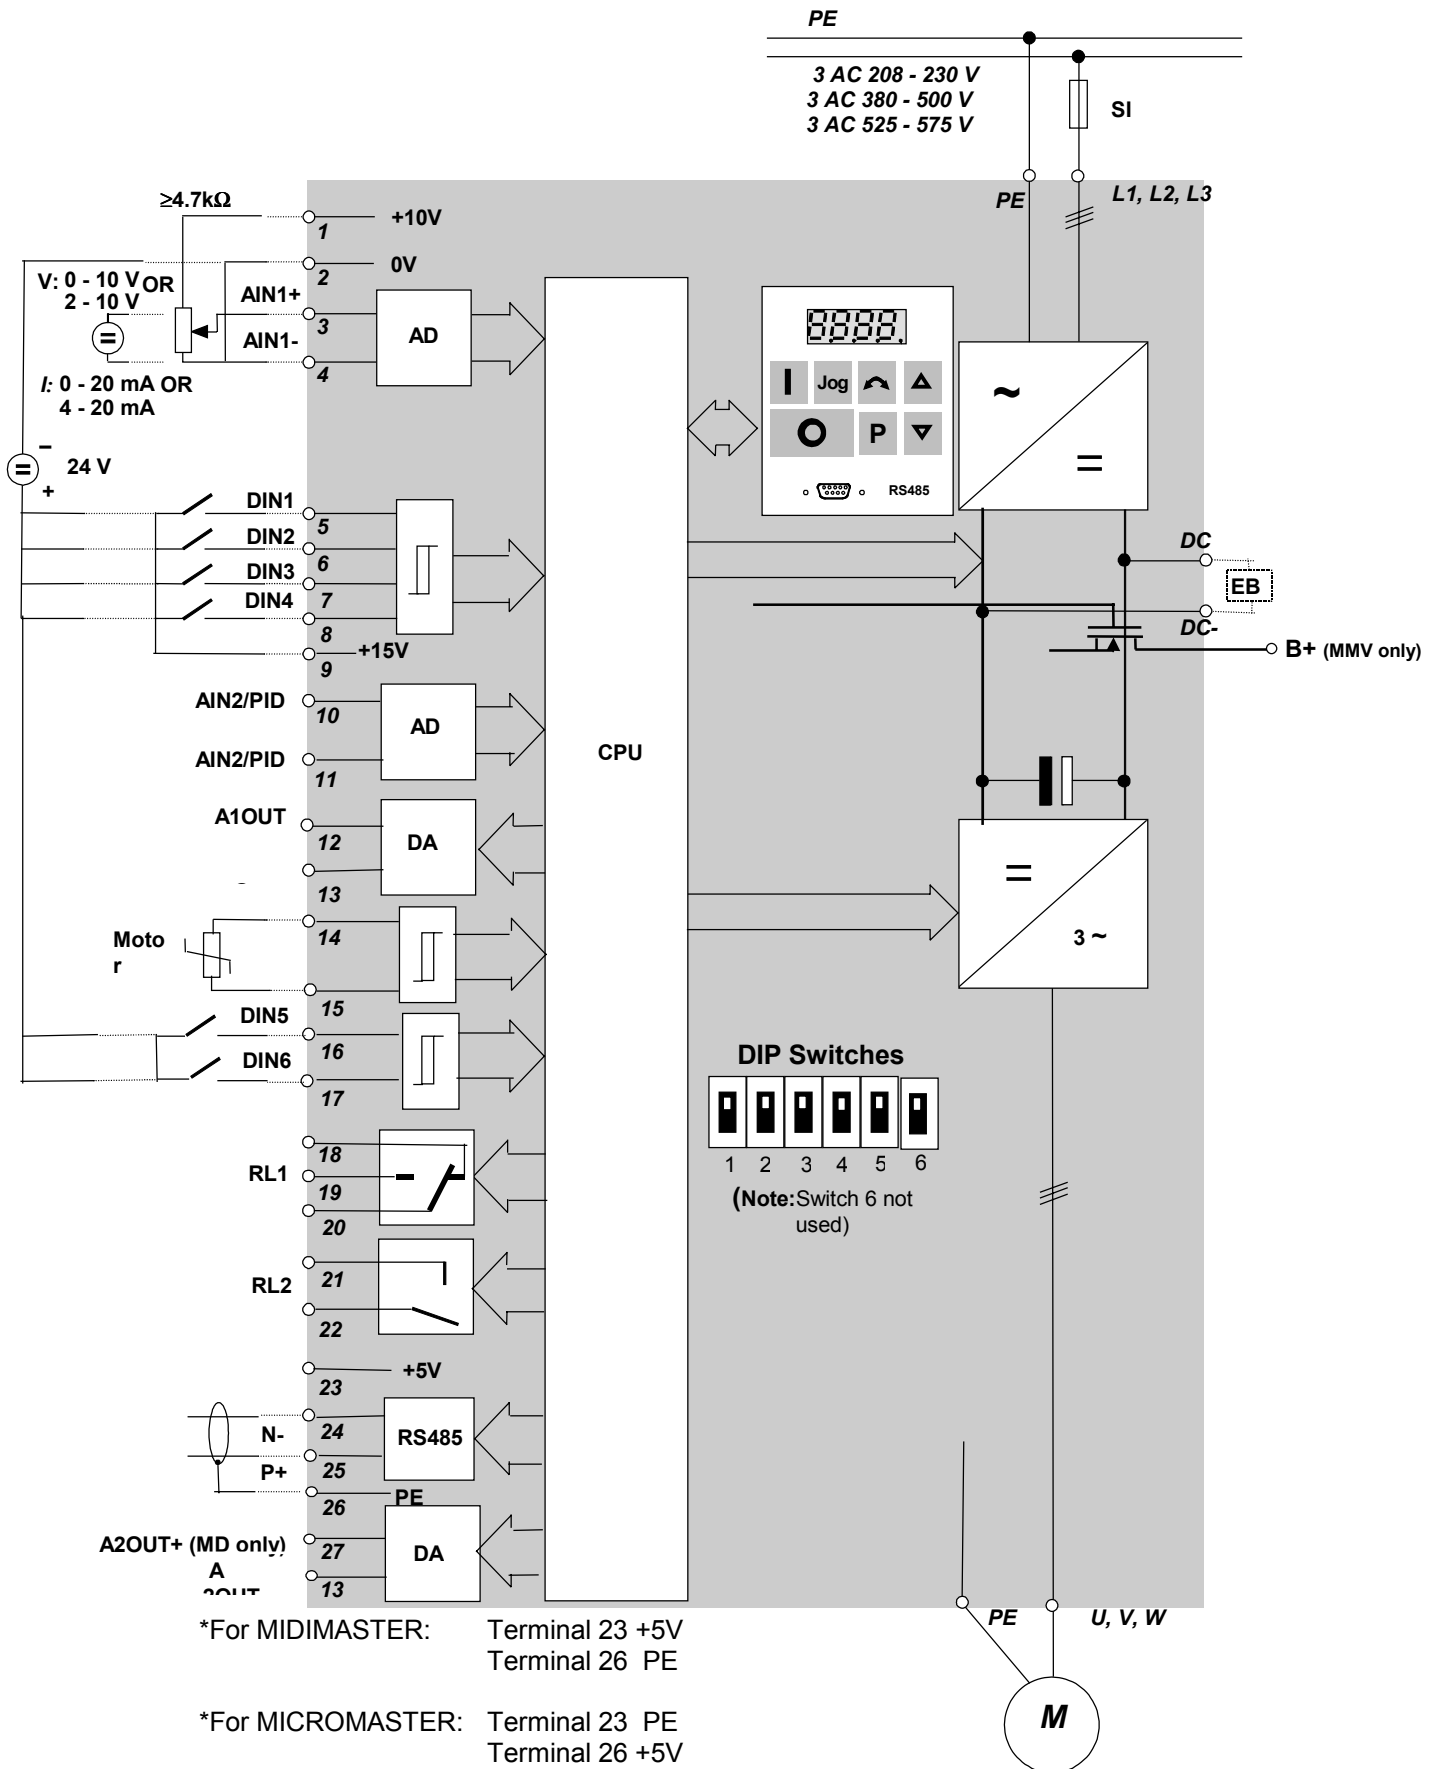 PE
3 AC 208 - 230 V
3 AC 380 - 500 V
3 AC 525 - 575 V
SI
PE
L1, L2, L3
≥4.7kΩ
1
+10V
2
0V
V: 0 - 10 V OR
2 - 10 V
AIN1+
3
AD
AIN1-
4
I: 0 - 20 mA OR
4 - 20 mA
8.8.8.8.
Jog
P
RS485
~
=
−
=
24 V
+
DIN1
5
DIN2
6
DIN3
7
DIN4
8
+15V
9
DC
EB
DC-
B+ (MMV only)
AIN2/PID
10
AD
AIN2/PID
11
CPU
A1OUT
12
DA
13
=
3 ~
Moto
r
14
15
DIN5
16
DIN6
17
DIP Switches
1 2 3 4 5 6
(Note:Switch 6 not
used)
18
RL1
19
20
RL2
21
22
23
+5V
N-
24
RS485
P+
25
26
PE
A2OUT+ (MD only)
27
DA
A
2OUT
13
PE
U, V, W
M
*For MIDIMASTER: Terminal 23 +5V
Terminal 26 PE
*For MICROMASTER: Terminal 23 PE
Terminal 26 +5V